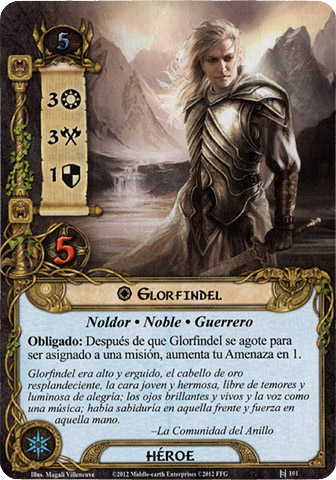 5
3
3
1
5
Glorfindel
Noldor • Noble • Guerrero
Obligado: Después de que Glorfindel se agote para
ser asignado a una misión, aumenta tu Amenaza en 1.
Glorfindel era alto y erguido, el cabello de oro
resplandeciente, la cara joven y hermosa, libre de temores y
luminosa de alegría; los ojos brillantes y vivos y la voz como
una música; había sabiduría en aquella frente y fuerza en
aquella mano.
–La Comunidad del Anillo
HÉROE
Illus. Magali Villeneuve ©2012 Middle-earth Enterprises ©2012 FFG 101